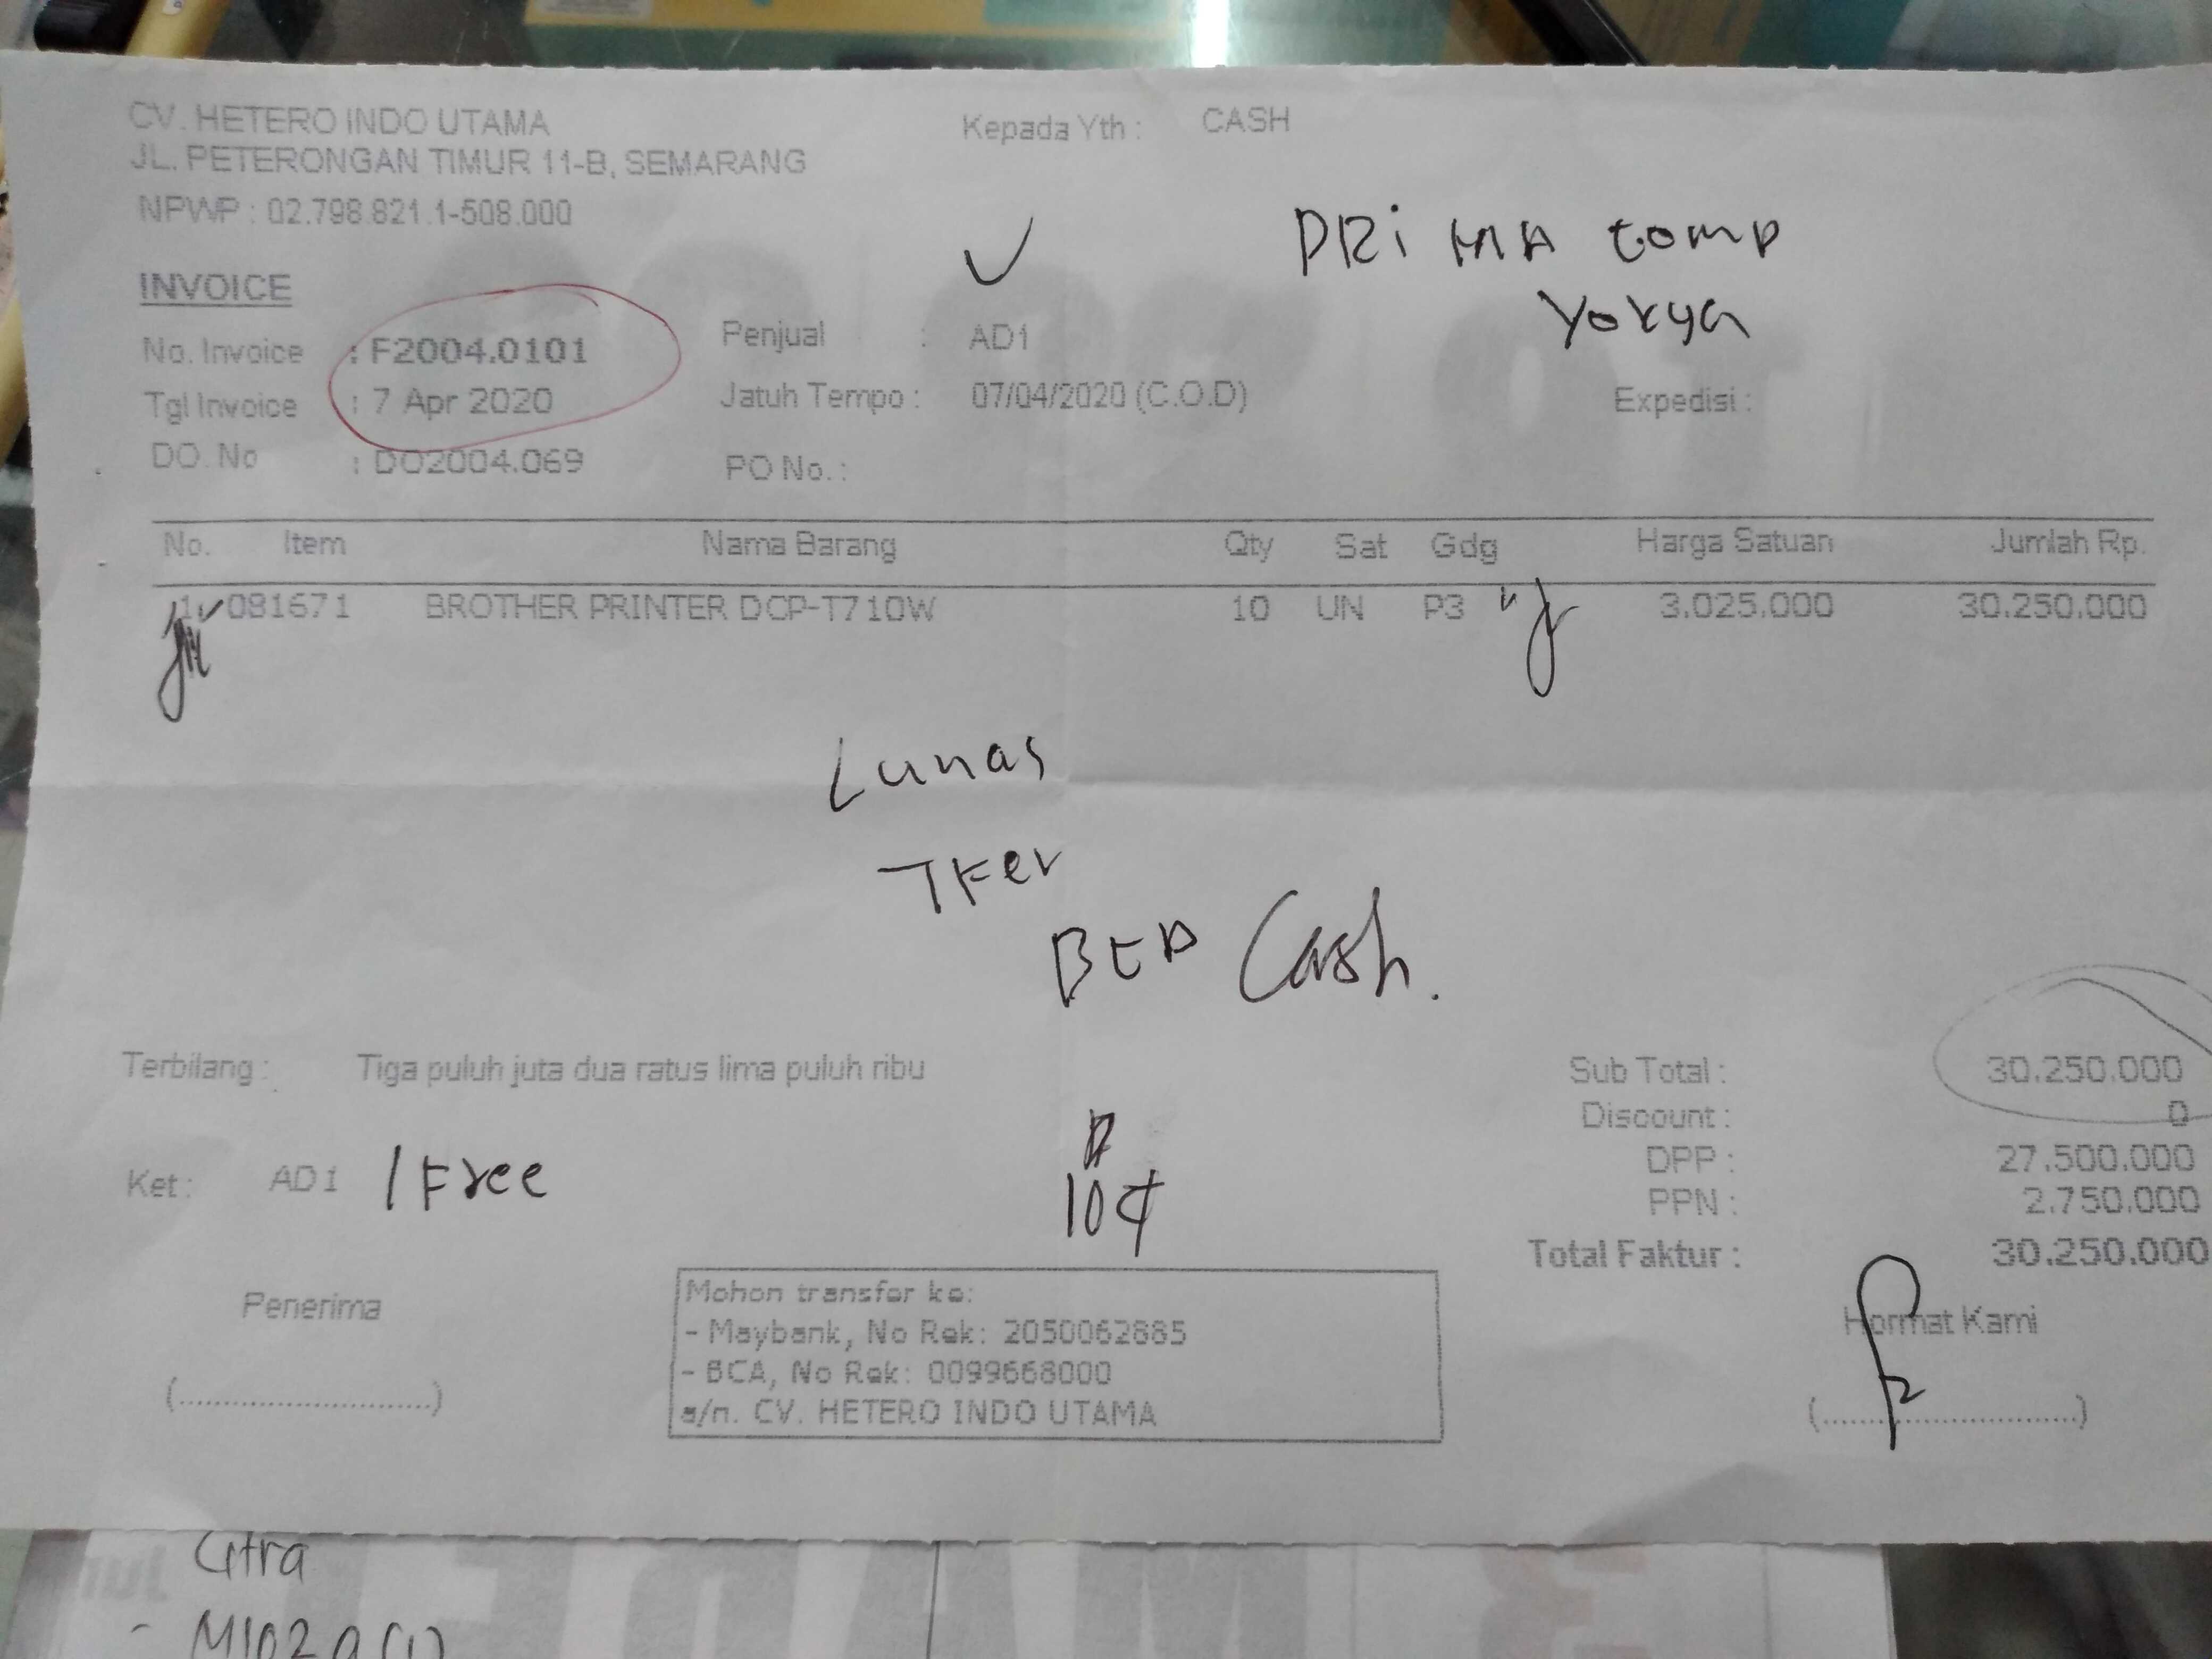 CV. HETERO INDO UTAMA
JL. PETERONGAN TIMUR 11-B, SEMARANG
NPWP : 02.798.821.1-508.000
Kepada Yth : CASH
PRiMA comp
Yokya
INVOICE
No. Invoice : F2004.0101
Tgl Invoice : 7 Apr 2020
DO. No : DO2004.069
Penjual : AD1
Jatuh Tempo : 07/04/2020 (C.O.D)
PO No. :
Expedisi :
No. Item Nama Barang Qty Sat Gdg Harga Satuan Jumlah Rp.
1 081671 BROTHER PRINTER DCP-T710W 10 UN P3 3.025.000 30.250.000
Lunas
TFer
Cash.
Terbilang : Tiga puluh juta dua ratus lima puluh ribu
Ket : AD1 1 Free
Sub Total : 30.250.000
Discount : 0
DPP : 27.500.000
PPN : 2.750.000
Total Faktur : 30.250.000
Penerima
(..............................)
Mohon transfer ke:
- Maybank, No Rek: 2050062885
- BCA, No Rek: 0099668000
a/n. CV. HETERO INDO UTAMA
Hormat Kami
(..............................)
Citra